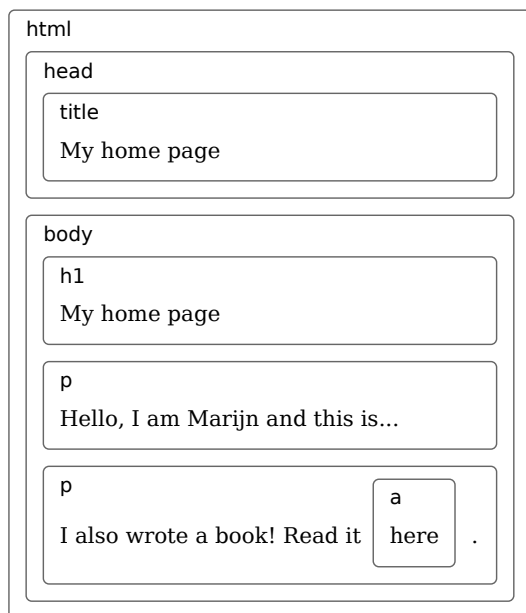 html
head
title
My home page
body
h1
My home page
p
Hello, I am Marijn and this is...
p
a
I also wrote a book! Read it here .